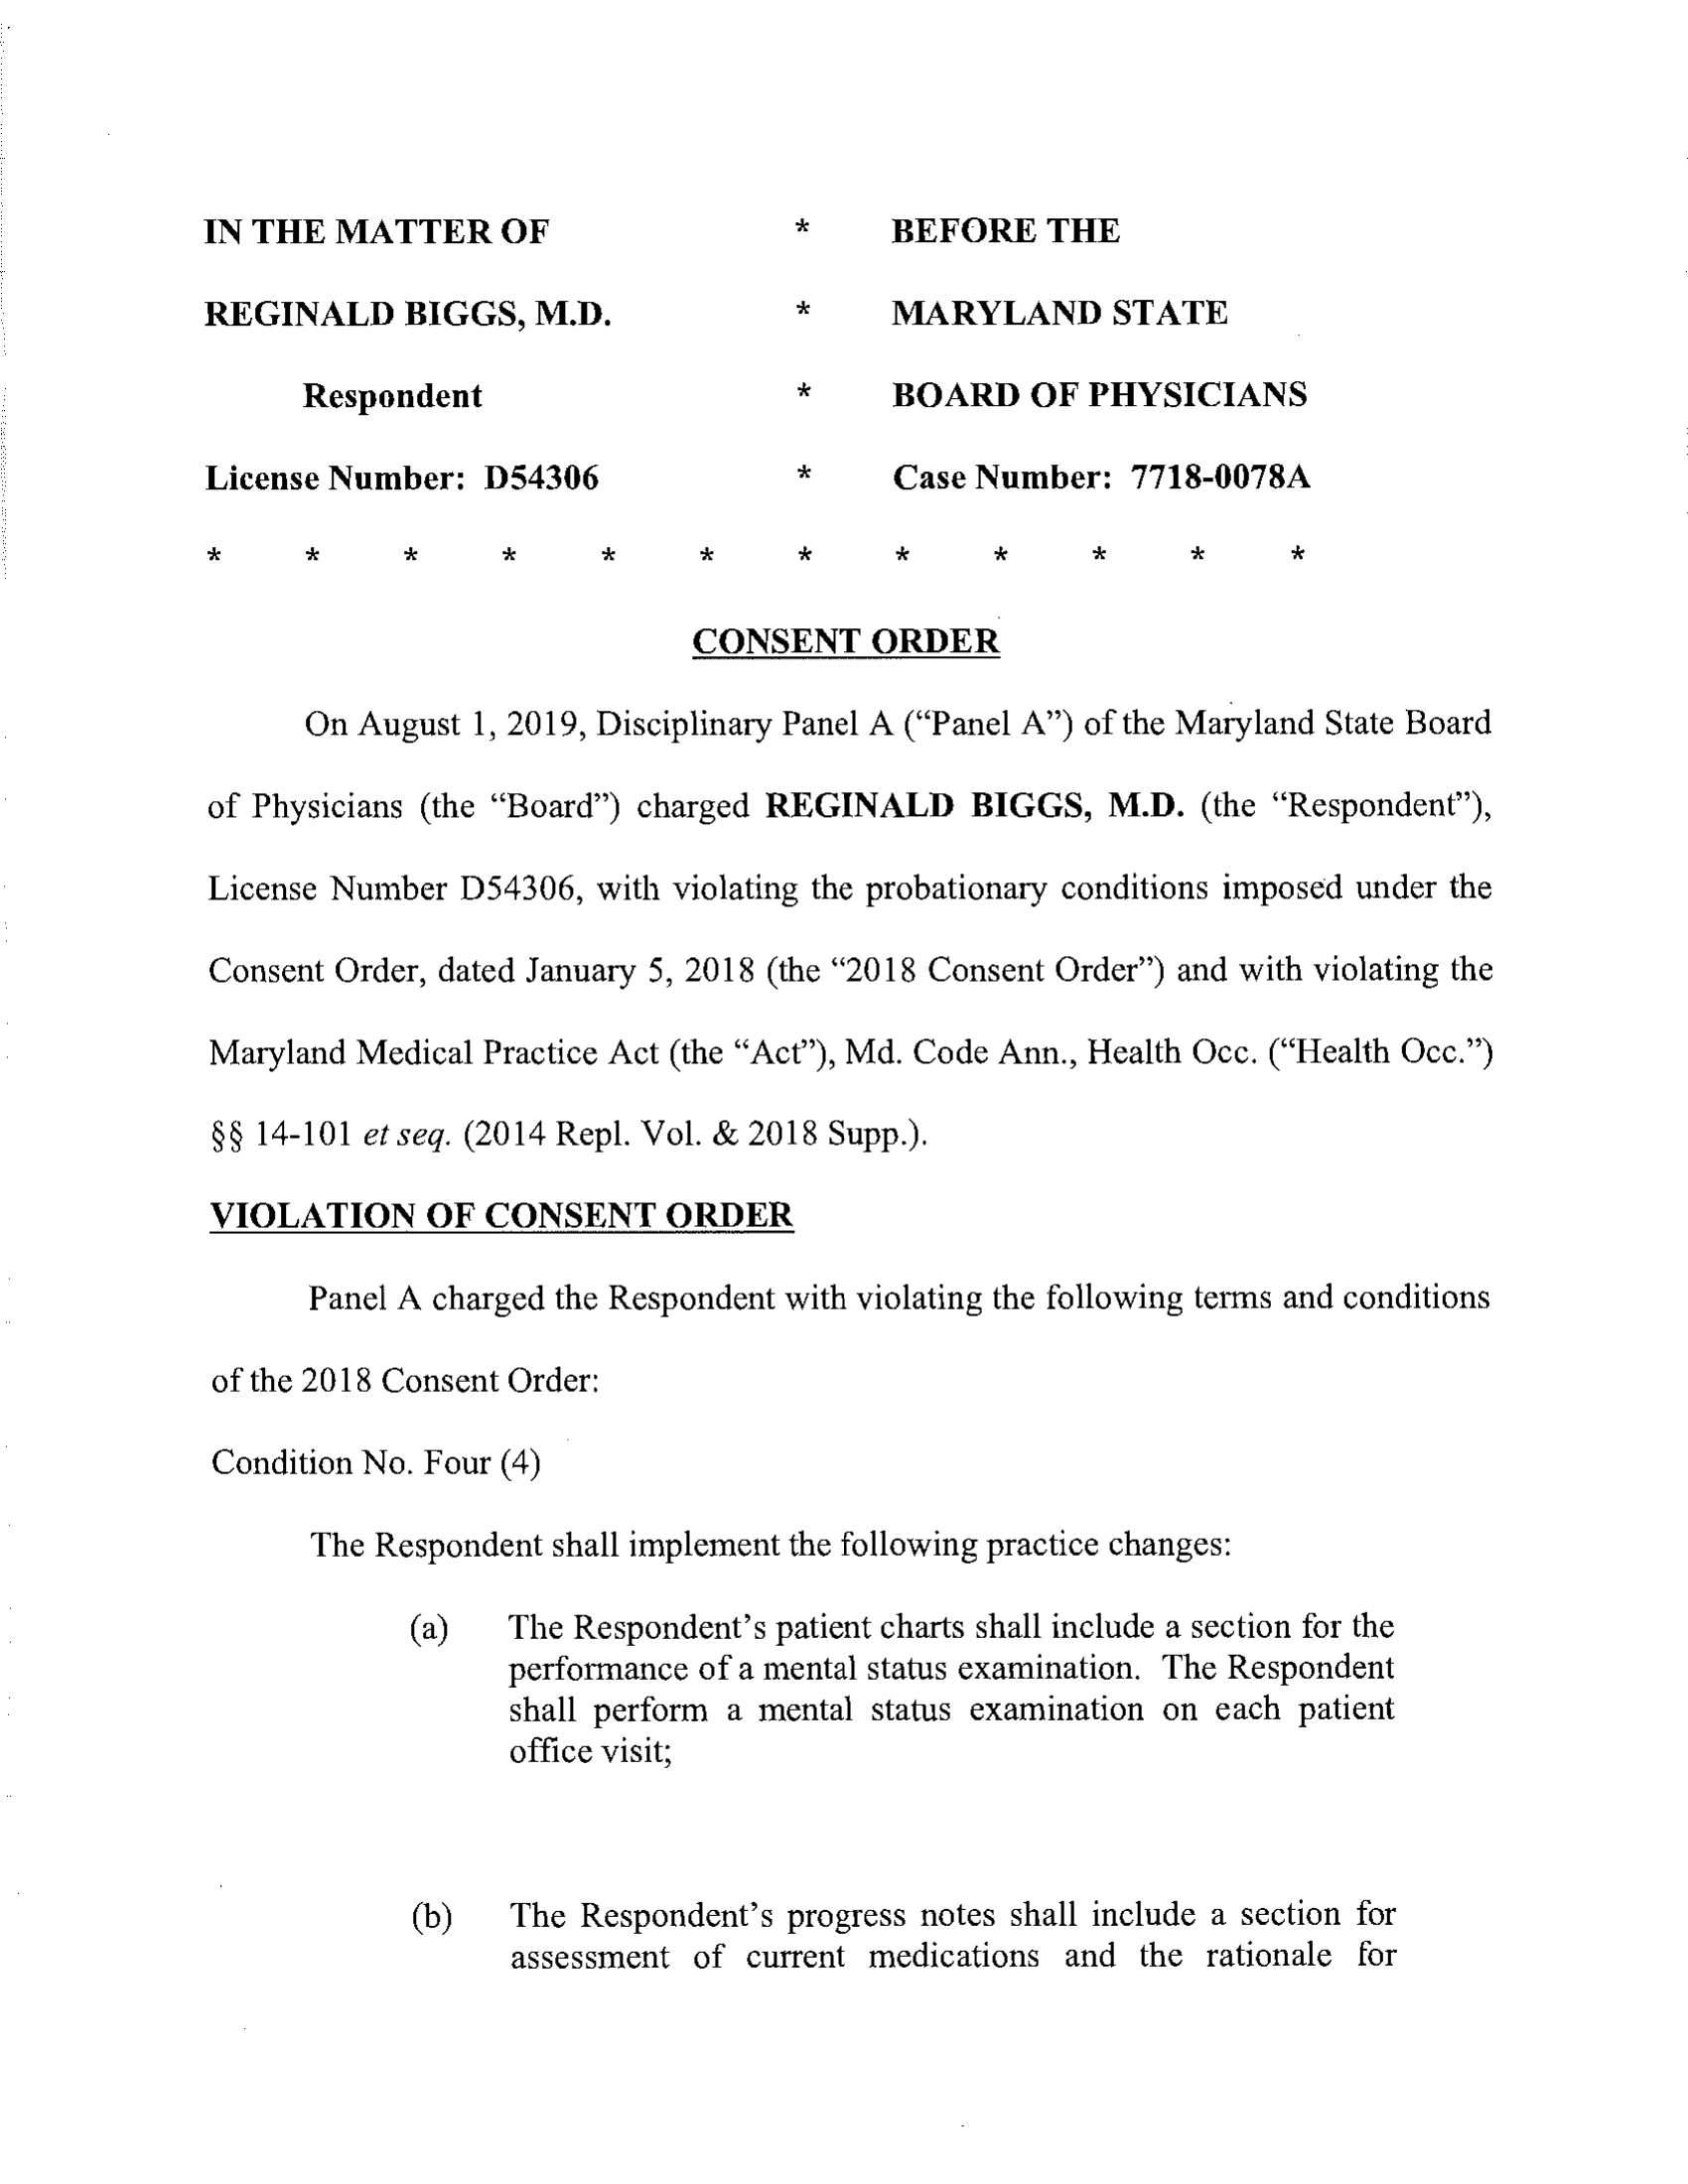 IN THE MATTER OF * BEFORE THE
REGINALD BIGGS, M.D. * MARYLAND STATE
Respondent * BOARD OF PHYSICIANS
License Number: D54306 * Case Number: 7718-0078A
* * * * * * * * * * * *
CONSENT ORDER
On August 1, 2019, Disciplinary Panel A (“Panel A”) of the Maryland State Board
of Physicians (the “Board”) charged REGINALD BIGGS, M.D. (the “Respondent”),
License Number D54306, with violating the probationary conditions imposed under the
Consent Order, dated January 5, 2018 (the “2018 Consent Order”) and with violating the
Maryland Medical Practice Act (the “Act”), Md. Code Ann., Health Occ. (“Health Occ.”)
§§ 14-101 et seq. (2014 Repl. Vol. & 2018 Supp.).
VIOLATION OF CONSENT ORDER
Panel A charged the Respondent with violating the following terms and conditions
of the 2018 Consent Order:
Condition No. Four (4)
The Respondent shall implement the following practice changes:
(a) The Respondent’s patient charts shall include a section for the
performance of a mental status examination. The Respondent
shall perform a mental status examination on each patient
office visit;
(b) The Respondent’s progress notes shall include a section for
assessment of current medications and the rationale for